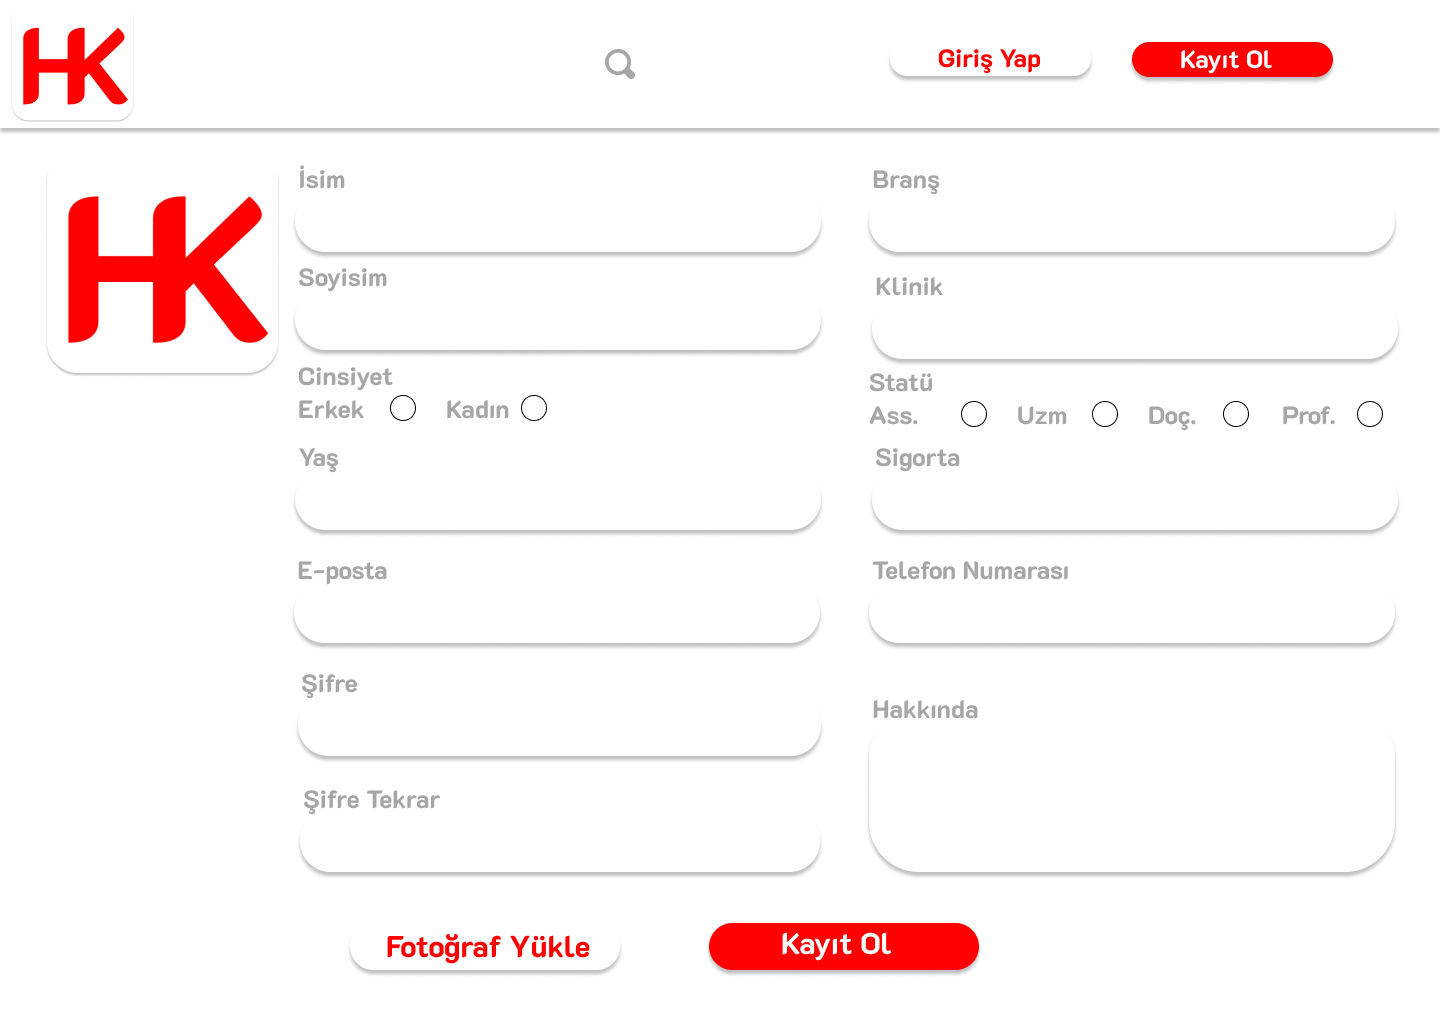 HK
Giriş Yap
Kayıt Ol
HK
İsim
Soyisim
Cinsiyet
Erkek Kadın
Yaş
E-posta
Şifre
Şifre Tekrar
Branş
Klinik
Statü
Ass. Uzm Doç. Prof.
Sigorta
Telefon Numarası
Hakkında
Fotoğraf Yükle
Kayıt Ol